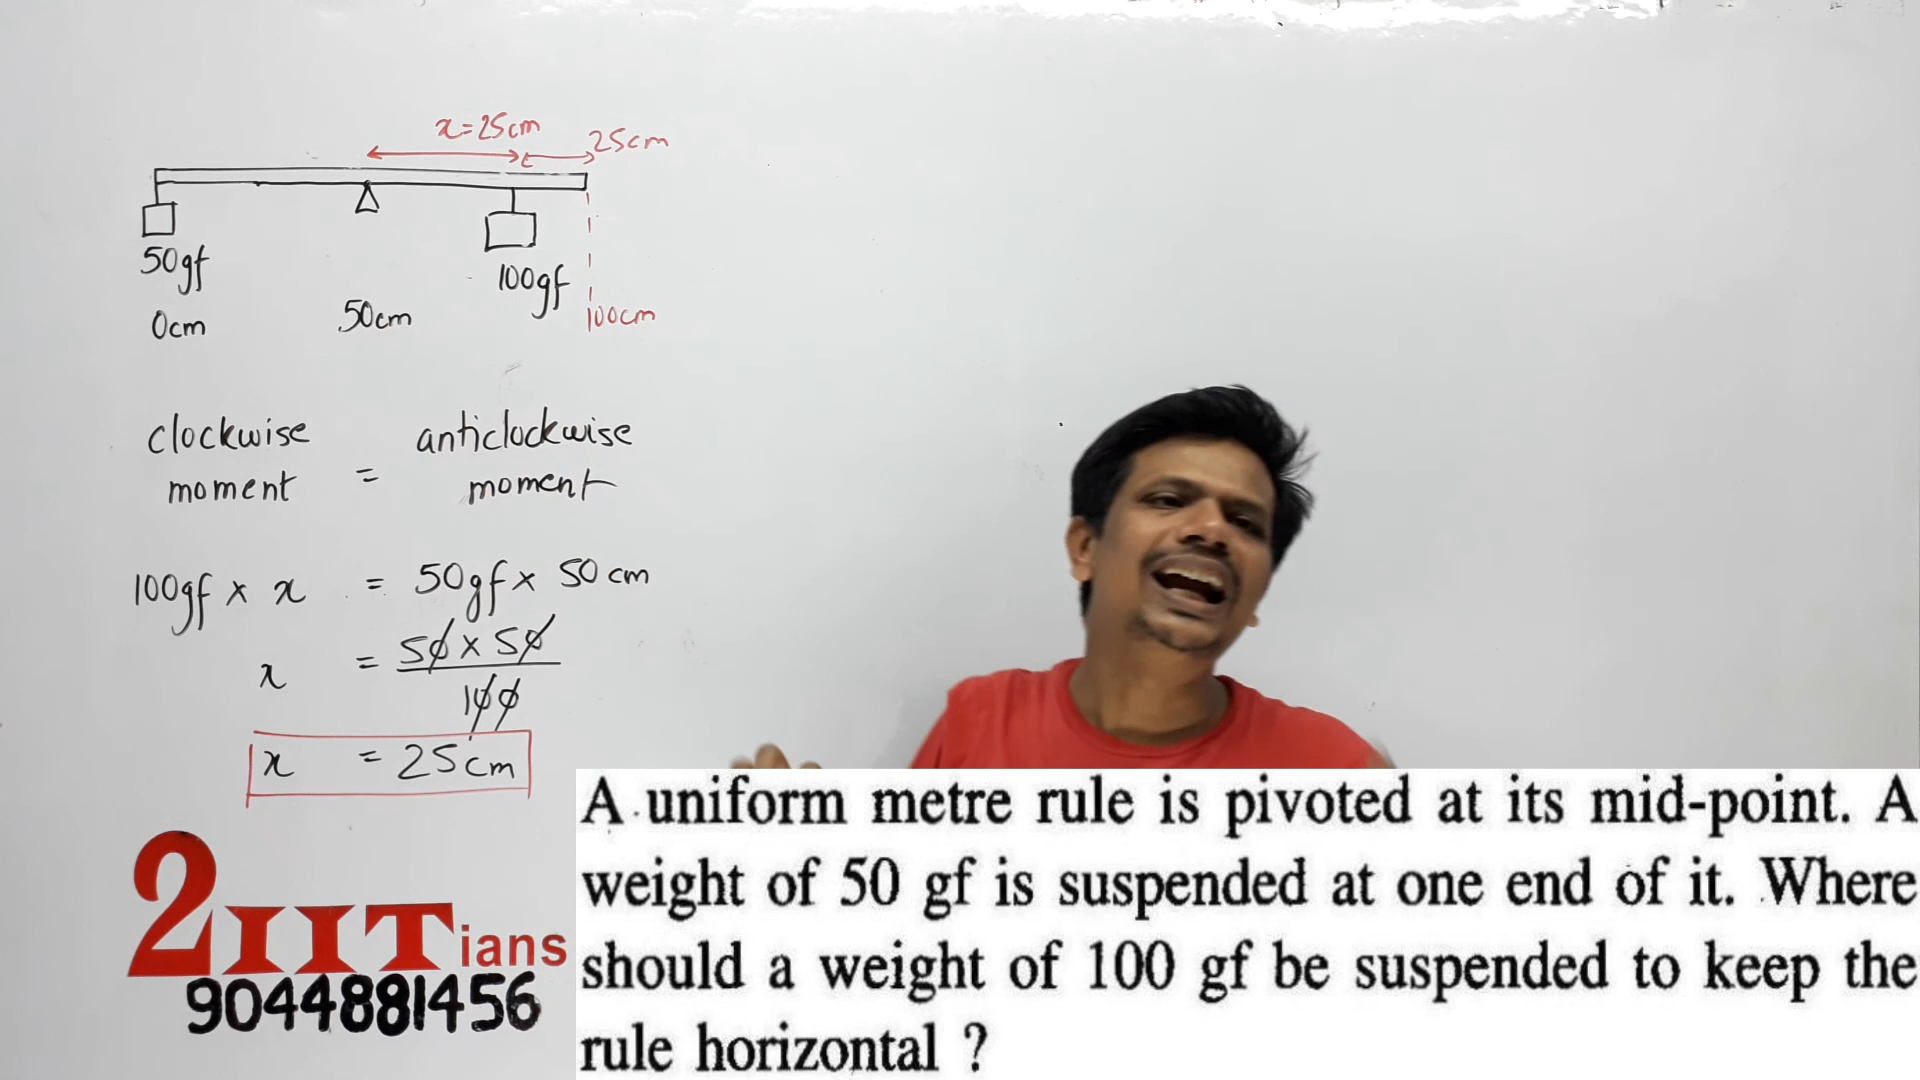 x=25cm
25cm
50gf
100gf
0cm
50cm
100cm
clockwise moment = anticlockwise moment
100gf × x = 50gf × 50cm
x = 50 × 50 / 100
x = 25cm
2IITians
9044881456
A uniform metre rule is pivoted at its mid-point. A
weight of 50 gf is suspended at one end of it. Where
should a weight of 100 gf be suspended to keep the
rule horizontal ?